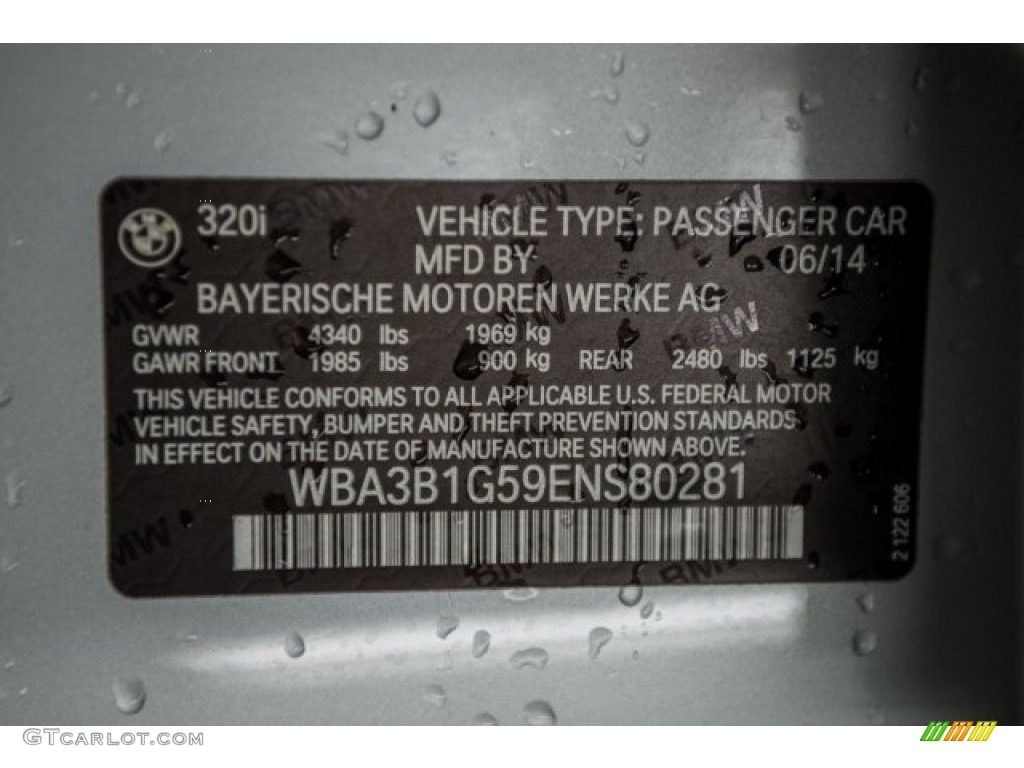 320i VEHICLE TYPE: PASSENGER CAR
MFD BY 06/14
BAYERISCHE MOTOREN WERKE AG
GVWR 4340 lbs 1969 kg
GAWR FRONT 1985 lbs 900 kg REAR 2480 lbs 1125 kg
THIS VEHICLE CONFORMS TO ALL APPLICABLE U.S. FEDERAL MOTOR
VEHICLE SAFETY, BUMPER AND THEFT PREVENTION STANDARDS
IN EFFECT ON THE DATE OF MANUFACTURE SHOWN ABOVE.
WBA3B1G59ENS80281
2 122 606
GTCARLOT.COM